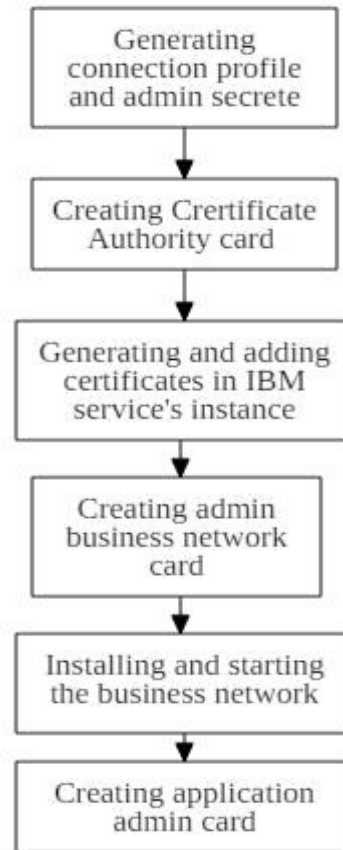 Generating
connection profile
and admin secrete
Creating Crertificate
Authority card
Generating and adding
certificates in IBM
service's instance
Creating admin
business network
card
Installing and starting
the business network
Creating application
admin card